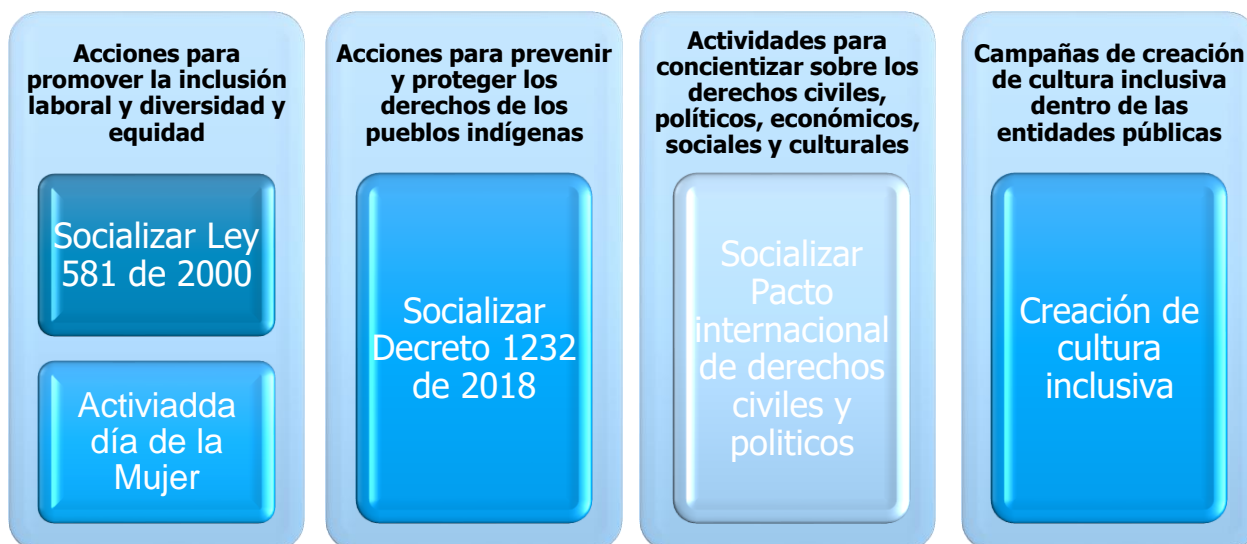 Acciones para
promover la inclusión
laboral y diversidad y
equidad
Socializar Ley
581 de 2000
Activiadda
día de la
Mujer
Acciones para prevenir
y proteger los
derechos de los
pueblos indígenas
Socializar
Decreto 1232
de 2018
Actividades para
concientizar sobre los
derechos civiles,
políticos, económicos,
sociales y culturales
Socializar
Pacto
internacional
de derechos
civiles y
politicos
Campañas de creación
de cultura inclusiva
dentro de las
entidades públicas
Creación de
cultura
inclusiva